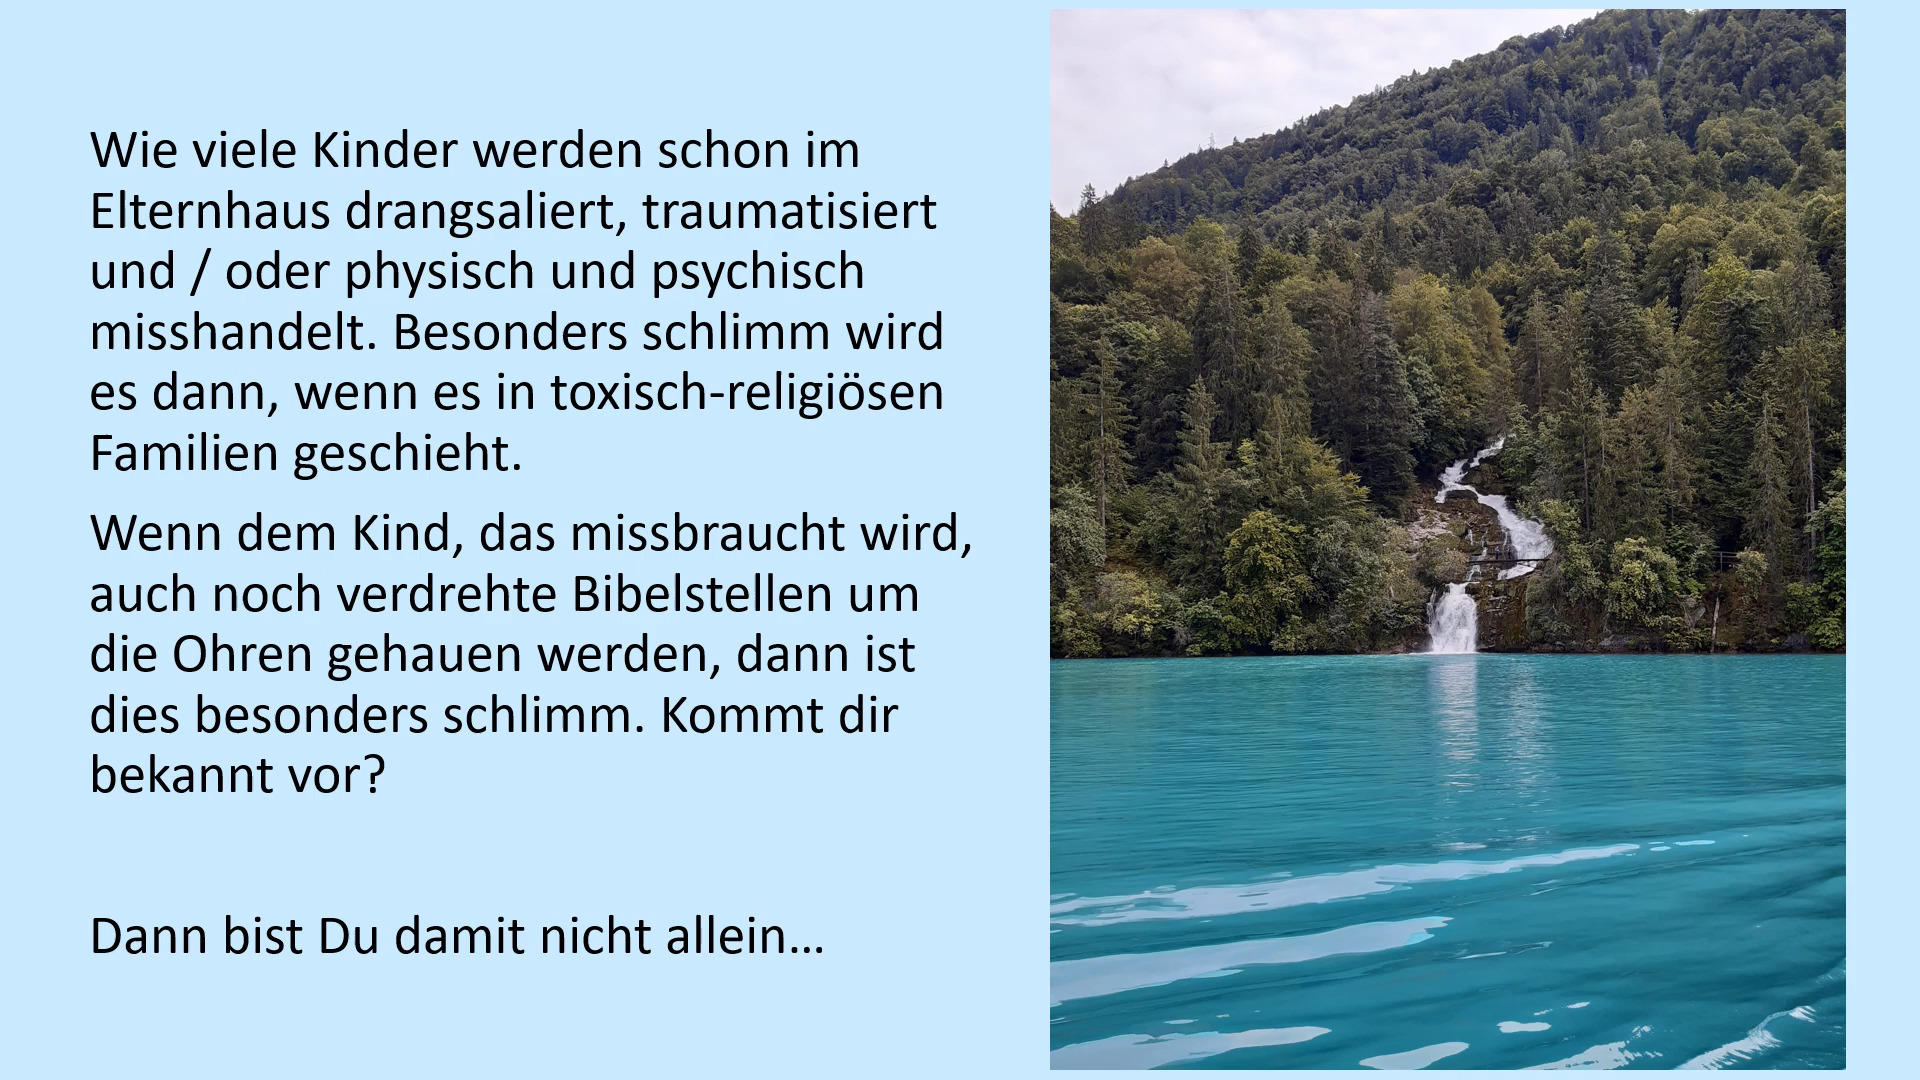 Wie viele Kinder werden schon im
Elternhaus drangsaliert, traumatisiert
und / oder physisch und psychisch
misshandelt. Besonders schlimm wird
es dann, wenn es in toxisch-religiösen
Familien geschieht.
Wenn dem Kind, das missbraucht wird,
auch noch verdrehte Bibelstellen um
die Ohren gehauen werden, dann ist
dies besonders schlimm. Kommt dir
bekannt vor?
Dann bist Du damit nicht allein…